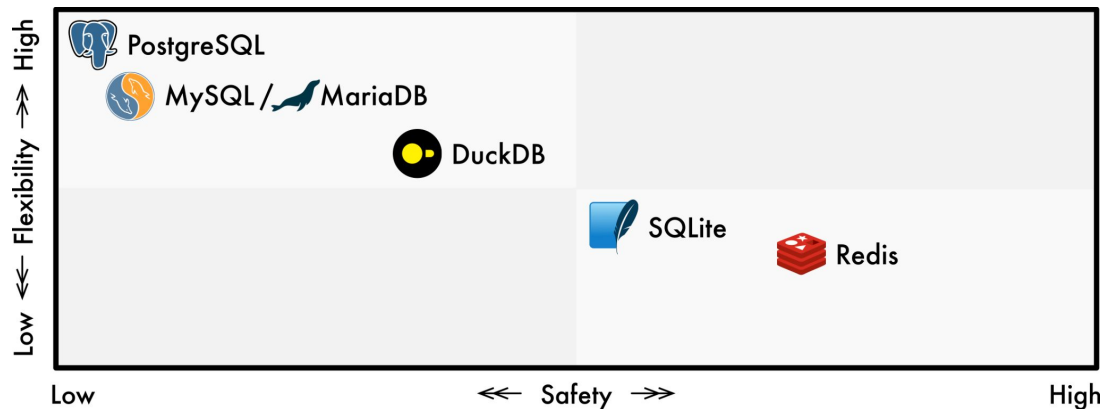 PostgreSQL
MySQL / MariaDB
DuckDB
SQLite
Redis
Low ↞ Flexibility ↠ High
Low ↞ Safety ↠ High